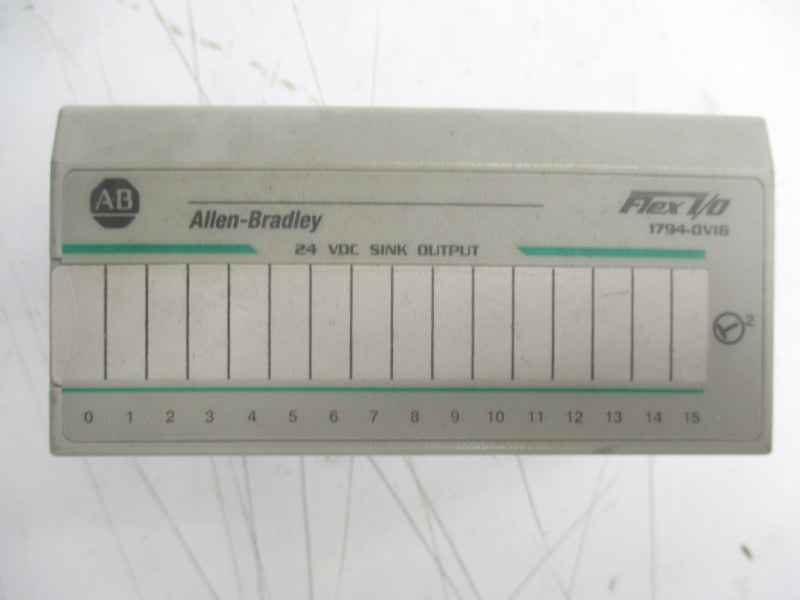 AB
Allen-Bradley
Flex I/O
1794-OV16
24 VDC SINK OUTPUT
2
0 1 2 3 4 5 6 7 8 9 10 11 12 13 14 15